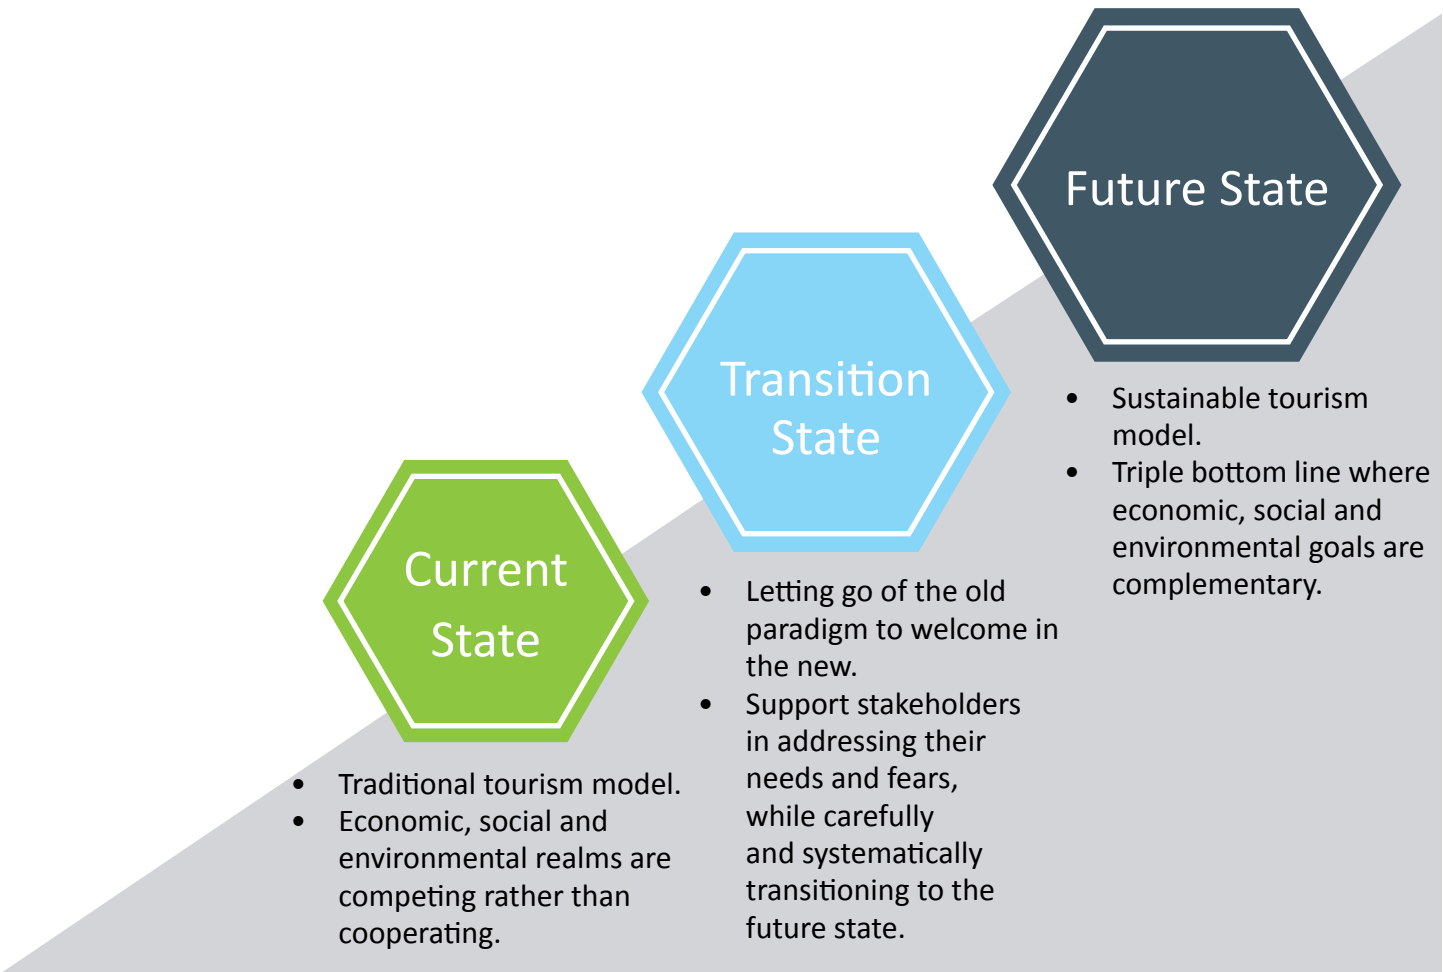 Future State
• Sustainable tourism
model.
• Triple bottom line where
economic, social and
environmental goals are
complementary.
Transition
State
• Letting go of the old
paradigm to welcome in
the new.
• Support stakeholders
in addressing their
needs and fears,
while carefully
and systematically
transitioning to the
future state.
Current
State
• Traditional tourism model.
• Economic, social and
environmental realms are
competing rather than
cooperating.